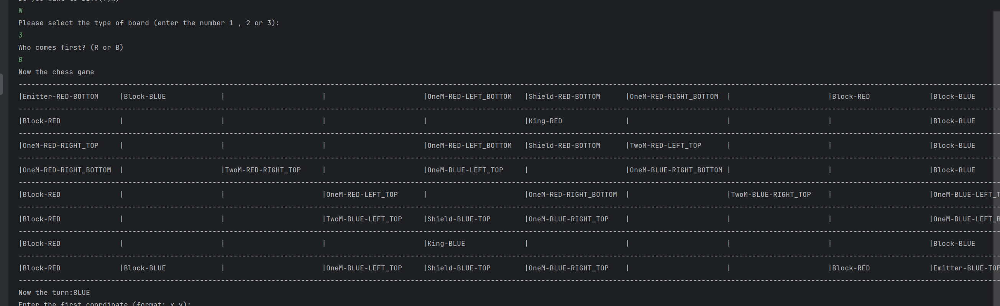 Do you want to DIY?(Y/N)
N
Please select the type of board (enter the number 1 , 2 or 3):
3
Who comes first? (R or B)
B
Now the chess game
|Emitter-RED-BOTTOM |Block-BLUE | | |OneM-RED-LEFT_BOTTOM |Shield-RED-BOTTOM |OneM-RED-RIGHT_BOTTOM | |Block-RED |Block-BLUE
|Block-RED | | | | |King-RED | | | |Block-BLUE
|OneM-RED-RIGHT_TOP | | | |OneM-RED-LEFT_BOTTOM |Shield-RED-BOTTOM |TwoM-RED-LEFT_TOP | | |Block-BLUE
|OneM-RED-RIGHT_BOTTOM | |TwoM-RED-RIGHT_TOP | |OneM-BLUE-LEFT_TOP | |OneM-BLUE-RIGHT_BOTTOM | | |Block-BLUE
|Block-RED | | |OneM-RED-LEFT_TOP | |OneM-RED-RIGHT_BOTTOM | |TwoM-BLUE-RIGHT_TOP | |OneM-BLUE-LEFT_T
|Block-RED | | |TwoM-BLUE-LEFT_TOP |Shield-BLUE-TOP |OneM-BLUE-RIGHT_TOP | | | |OneM-BLUE-LEFT_B
|Block-RED | | | |King-BLUE | | | | |Block-BLUE
|Block-RED |Block-BLUE | |OneM-BLUE-LEFT_TOP |Shield-BLUE-TOP |OneM-BLUE-RIGHT_TOP | | |Block-RED |Emitter-BLUE-TOP
Now the turn:BLUE
Enter the first coordinate (format: x y):